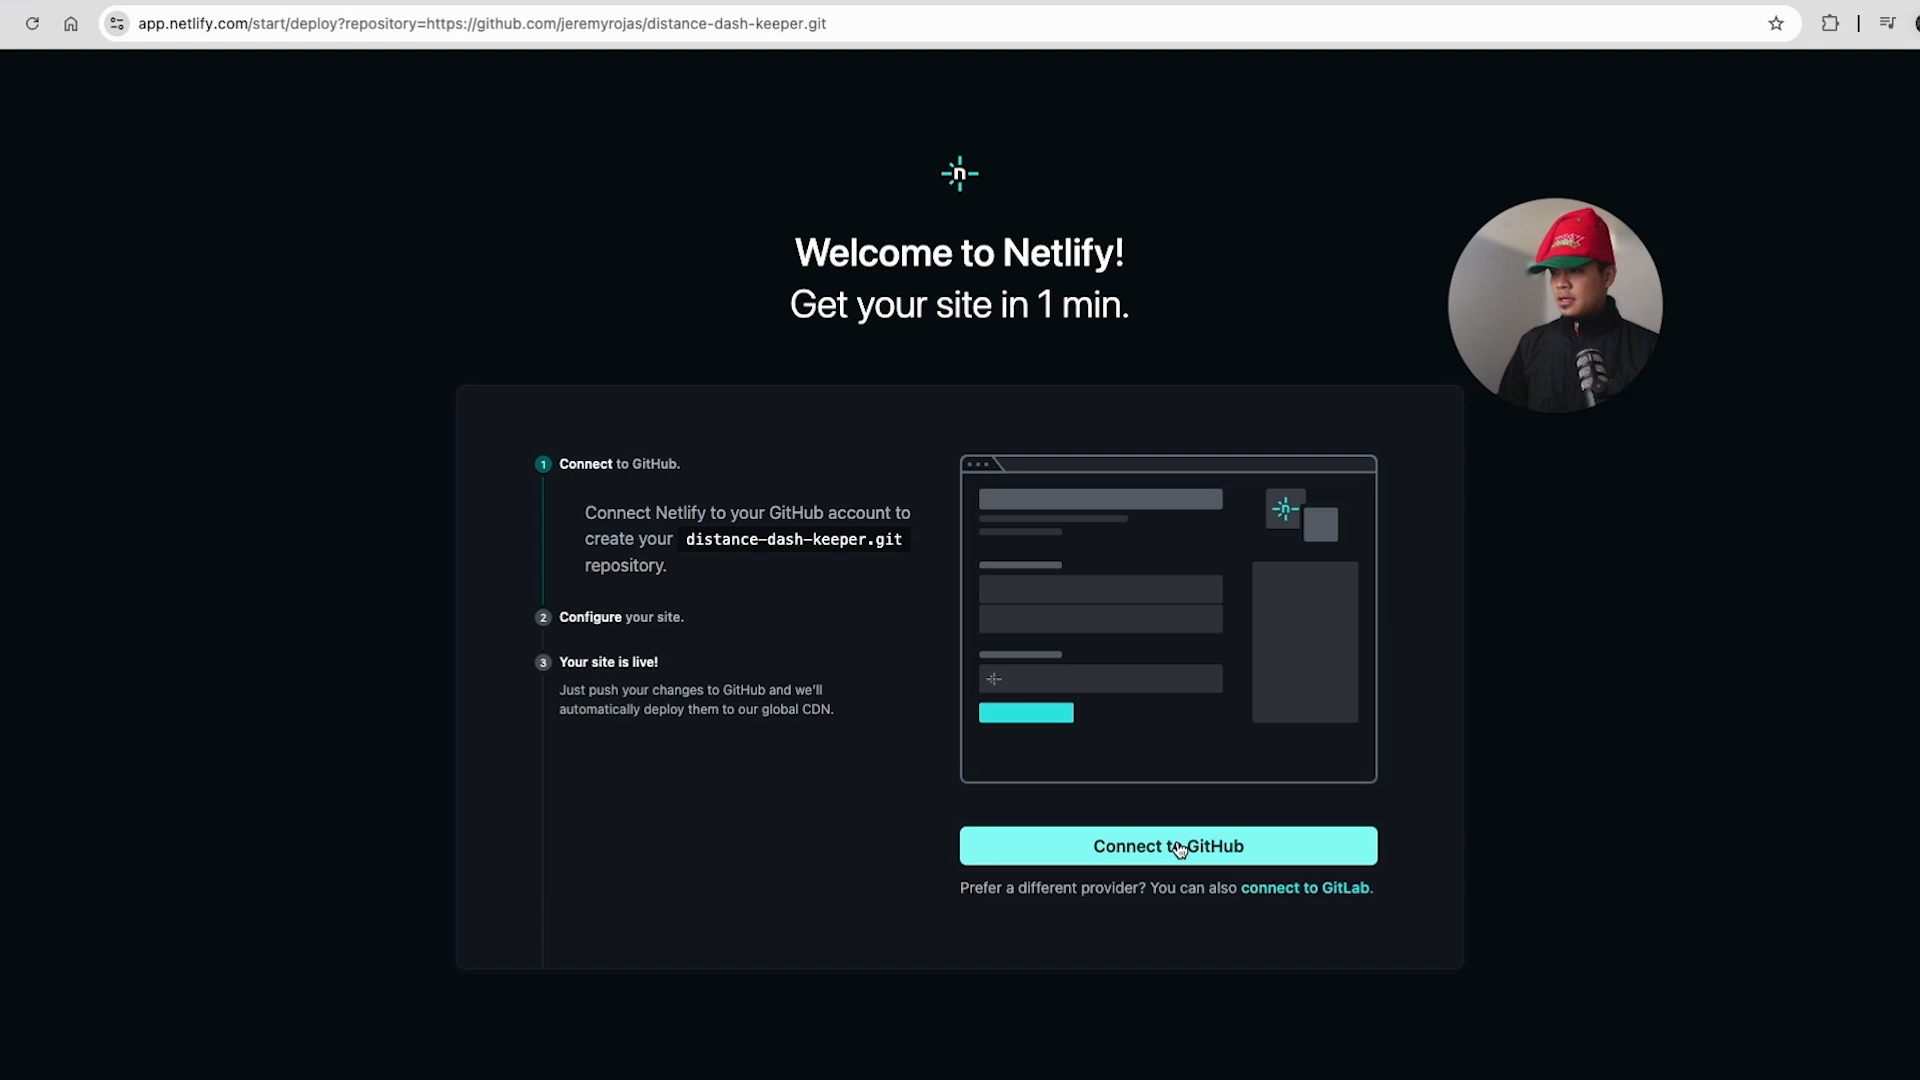 app.netlify.com/start/deploy?repository=https://github.com/jeremyrojas/distance-dash-keeper.git
n
Welcome to Netlify!
Get your site in 1 min.
1 Connect to GitHub.
Connect Netlify to your GitHub account to
create your distance-dash-keeper.git
repository.
2 Configure your site.
3 Your site is live!
Just push your changes to GitHub and we'll
automatically deploy them to our global CDN.
n
Connect to GitHub
Prefer a different provider? You can also connect to GitLab.